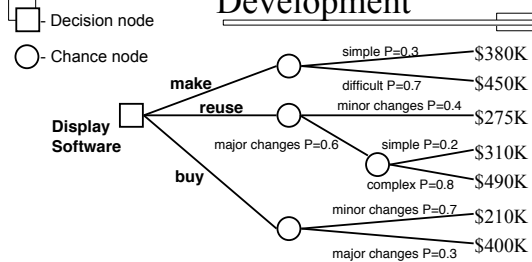 Development
- Decision node
- Chance node
simple P=0.3
$380K
make
difficult P=0.7
$450K
reuse
minor changes P=0.4
$275K
Display
Software
major changes P=0.6
simple P=0.2
$310K
buy
complex P=0.8
$490K
minor changes P=0.7
$210K
major changes P=0.3
$400K